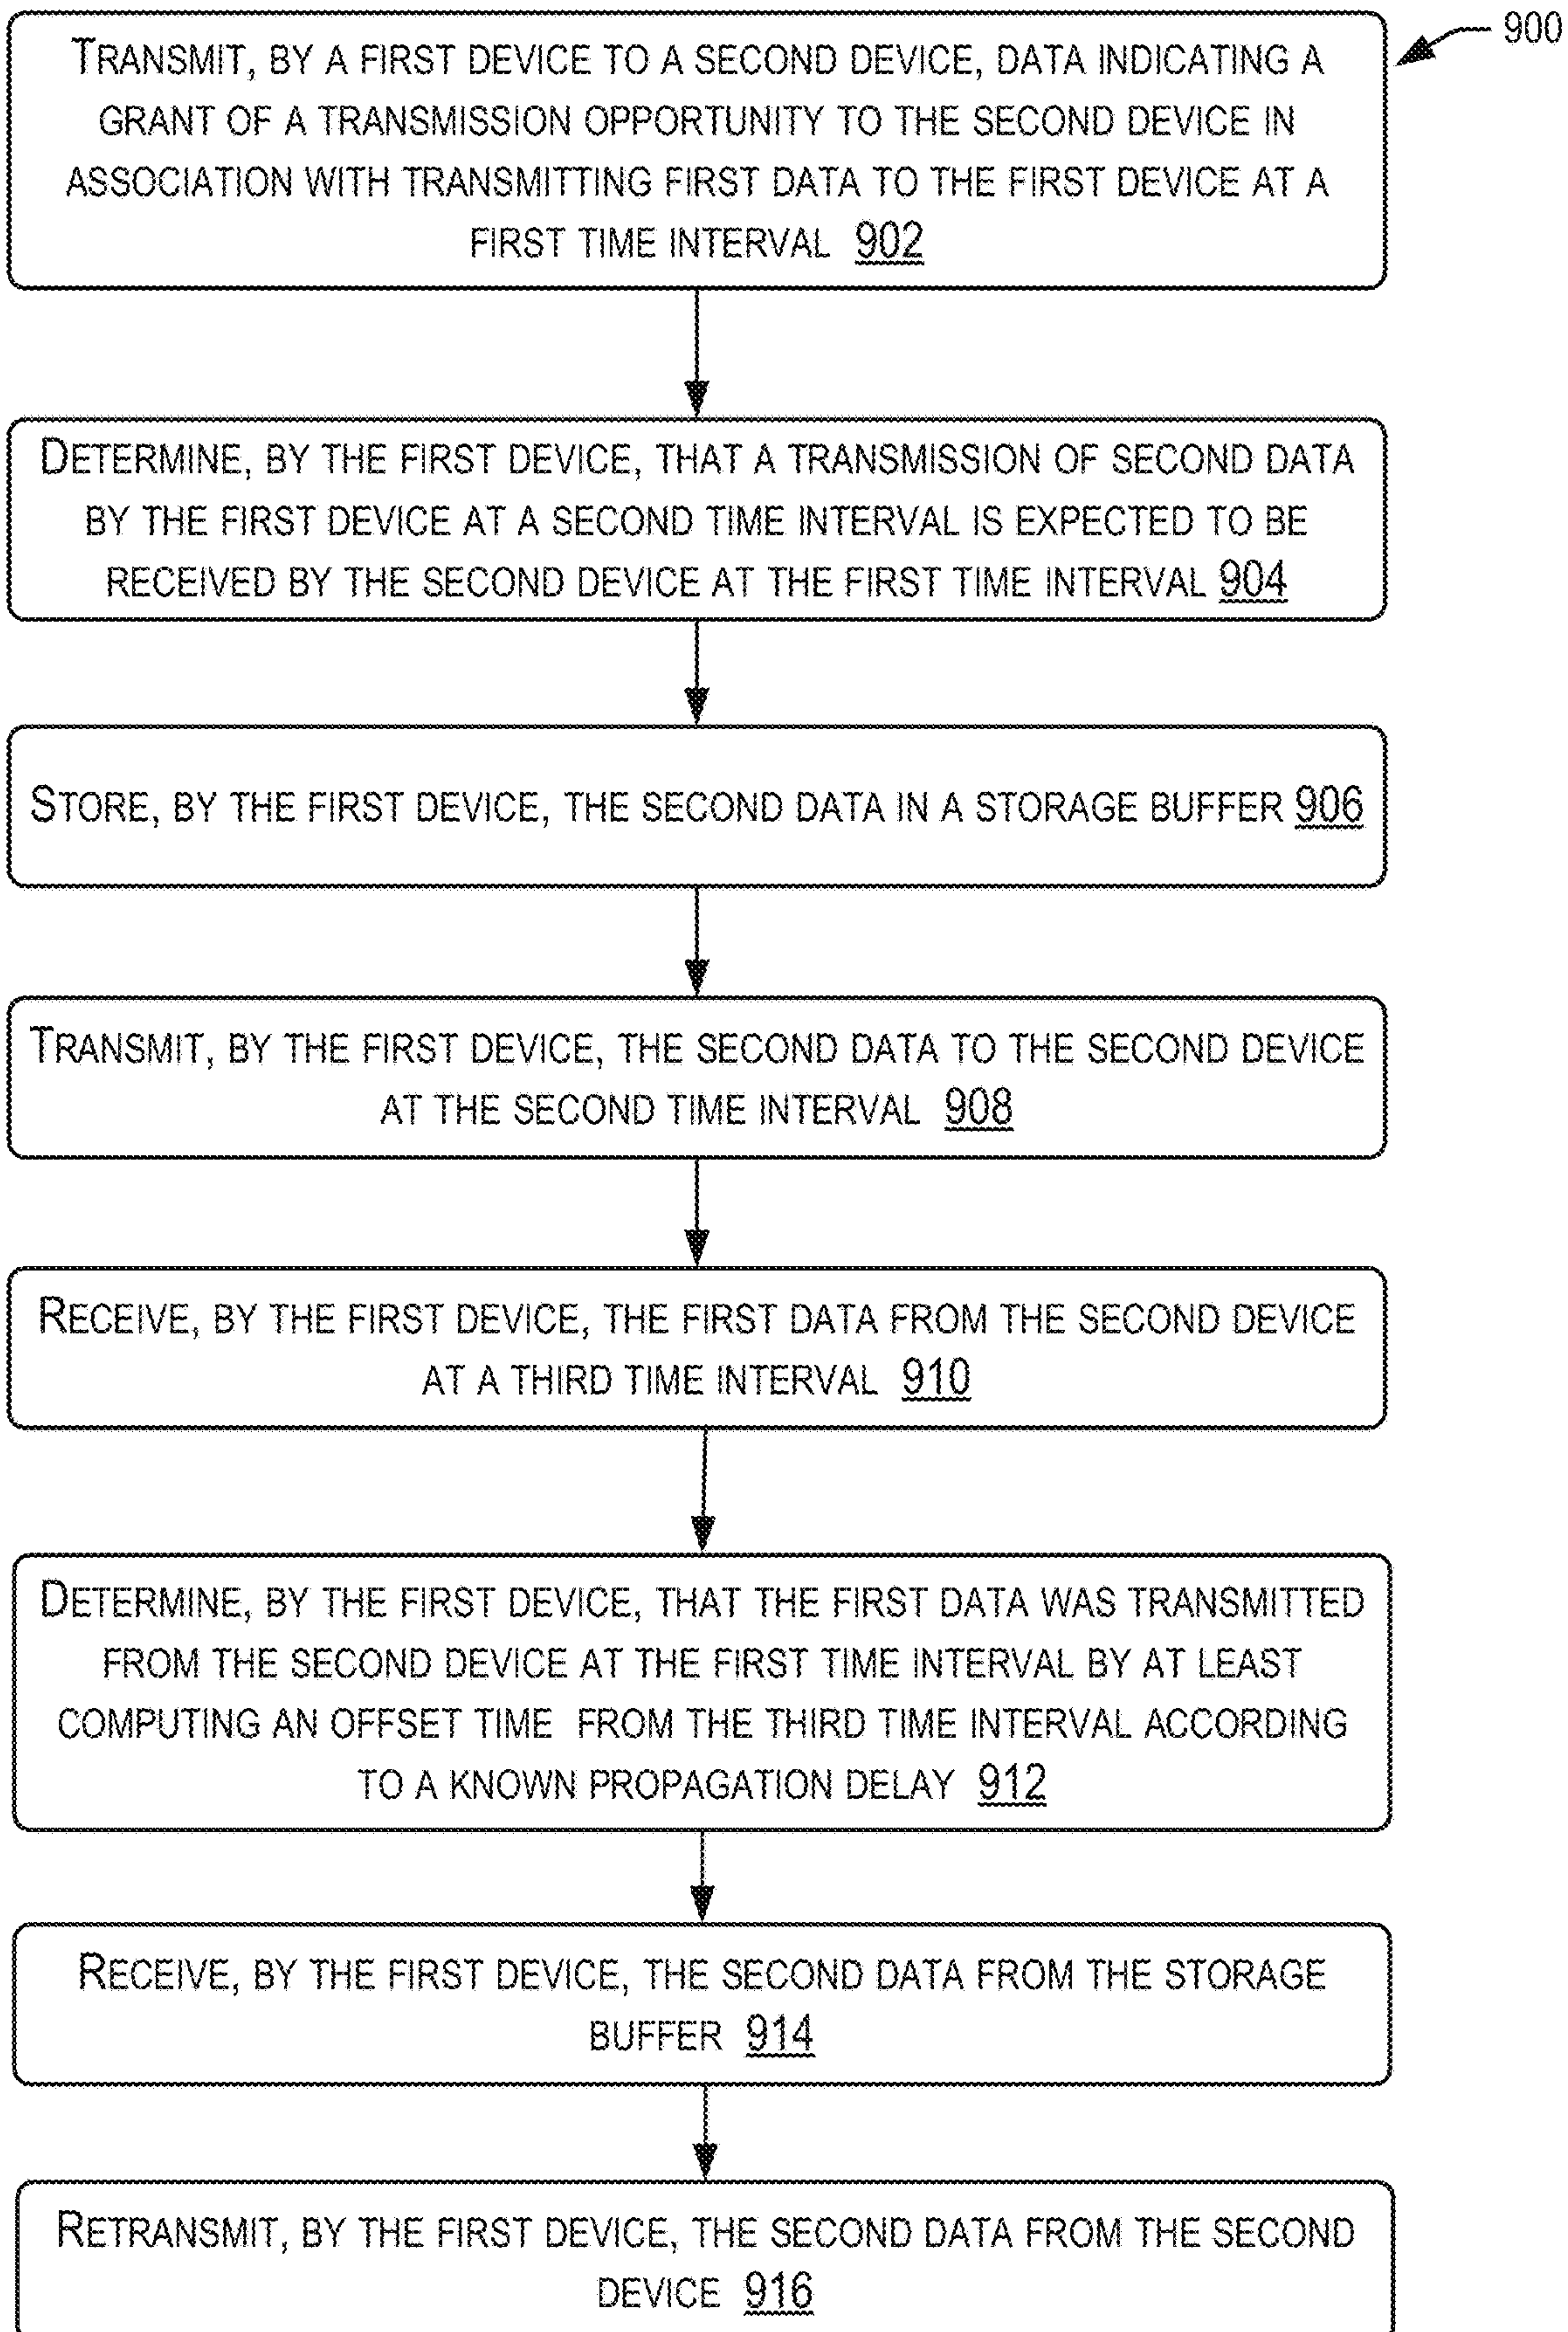 900
TRANSMIT, BY A FIRST DEVICE TO A SECOND DEVICE, DATA INDICATING A
GRANT OF A TRANSMISSION OPPORTUNITY TO THE SECOND DEVICE IN
ASSOCIATION WITH TRANSMITTING FIRST DATA TO THE FIRST DEVICE AT A
FIRST TIME INTERVAL 902
DETERMINE, BY THE FIRST DEVICE, THAT A TRANSMISSION OF SECOND DATA
BY THE FIRST DEVICE AT A SECOND TIME INTERVAL IS EXPECTED TO BE
RECEIVED BY THE SECOND DEVICE AT THE FIRST TIME INTERVAL 904
STORE, BY THE FIRST DEVICE, THE SECOND DATA IN A STORAGE BUFFER 906
TRANSMIT, BY THE FIRST DEVICE, THE SECOND DATA TO THE SECOND DEVICE
AT THE SECOND TIME INTERVAL 908
RECEIVE, BY THE FIRST DEVICE, THE FIRST DATA FROM THE SECOND DEVICE
AT A THIRD TIME INTERVAL 910
DETERMINE, BY THE FIRST DEVICE, THAT THE FIRST DATA WAS TRANSMITTED
FROM THE SECOND DEVICE AT THE FIRST TIME INTERVAL BY AT LEAST
COMPUTING AN OFFSET TIME FROM THE THIRD TIME INTERVAL ACCORDING
TO A KNOWN PROPAGATION DELAY 912
RECEIVE, BY THE FIRST DEVICE, THE SECOND DATA FROM THE STORAGE
BUFFER 914
RETRANSMIT, BY THE FIRST DEVICE, THE SECOND DATA FROM THE SECOND
DEVICE 916